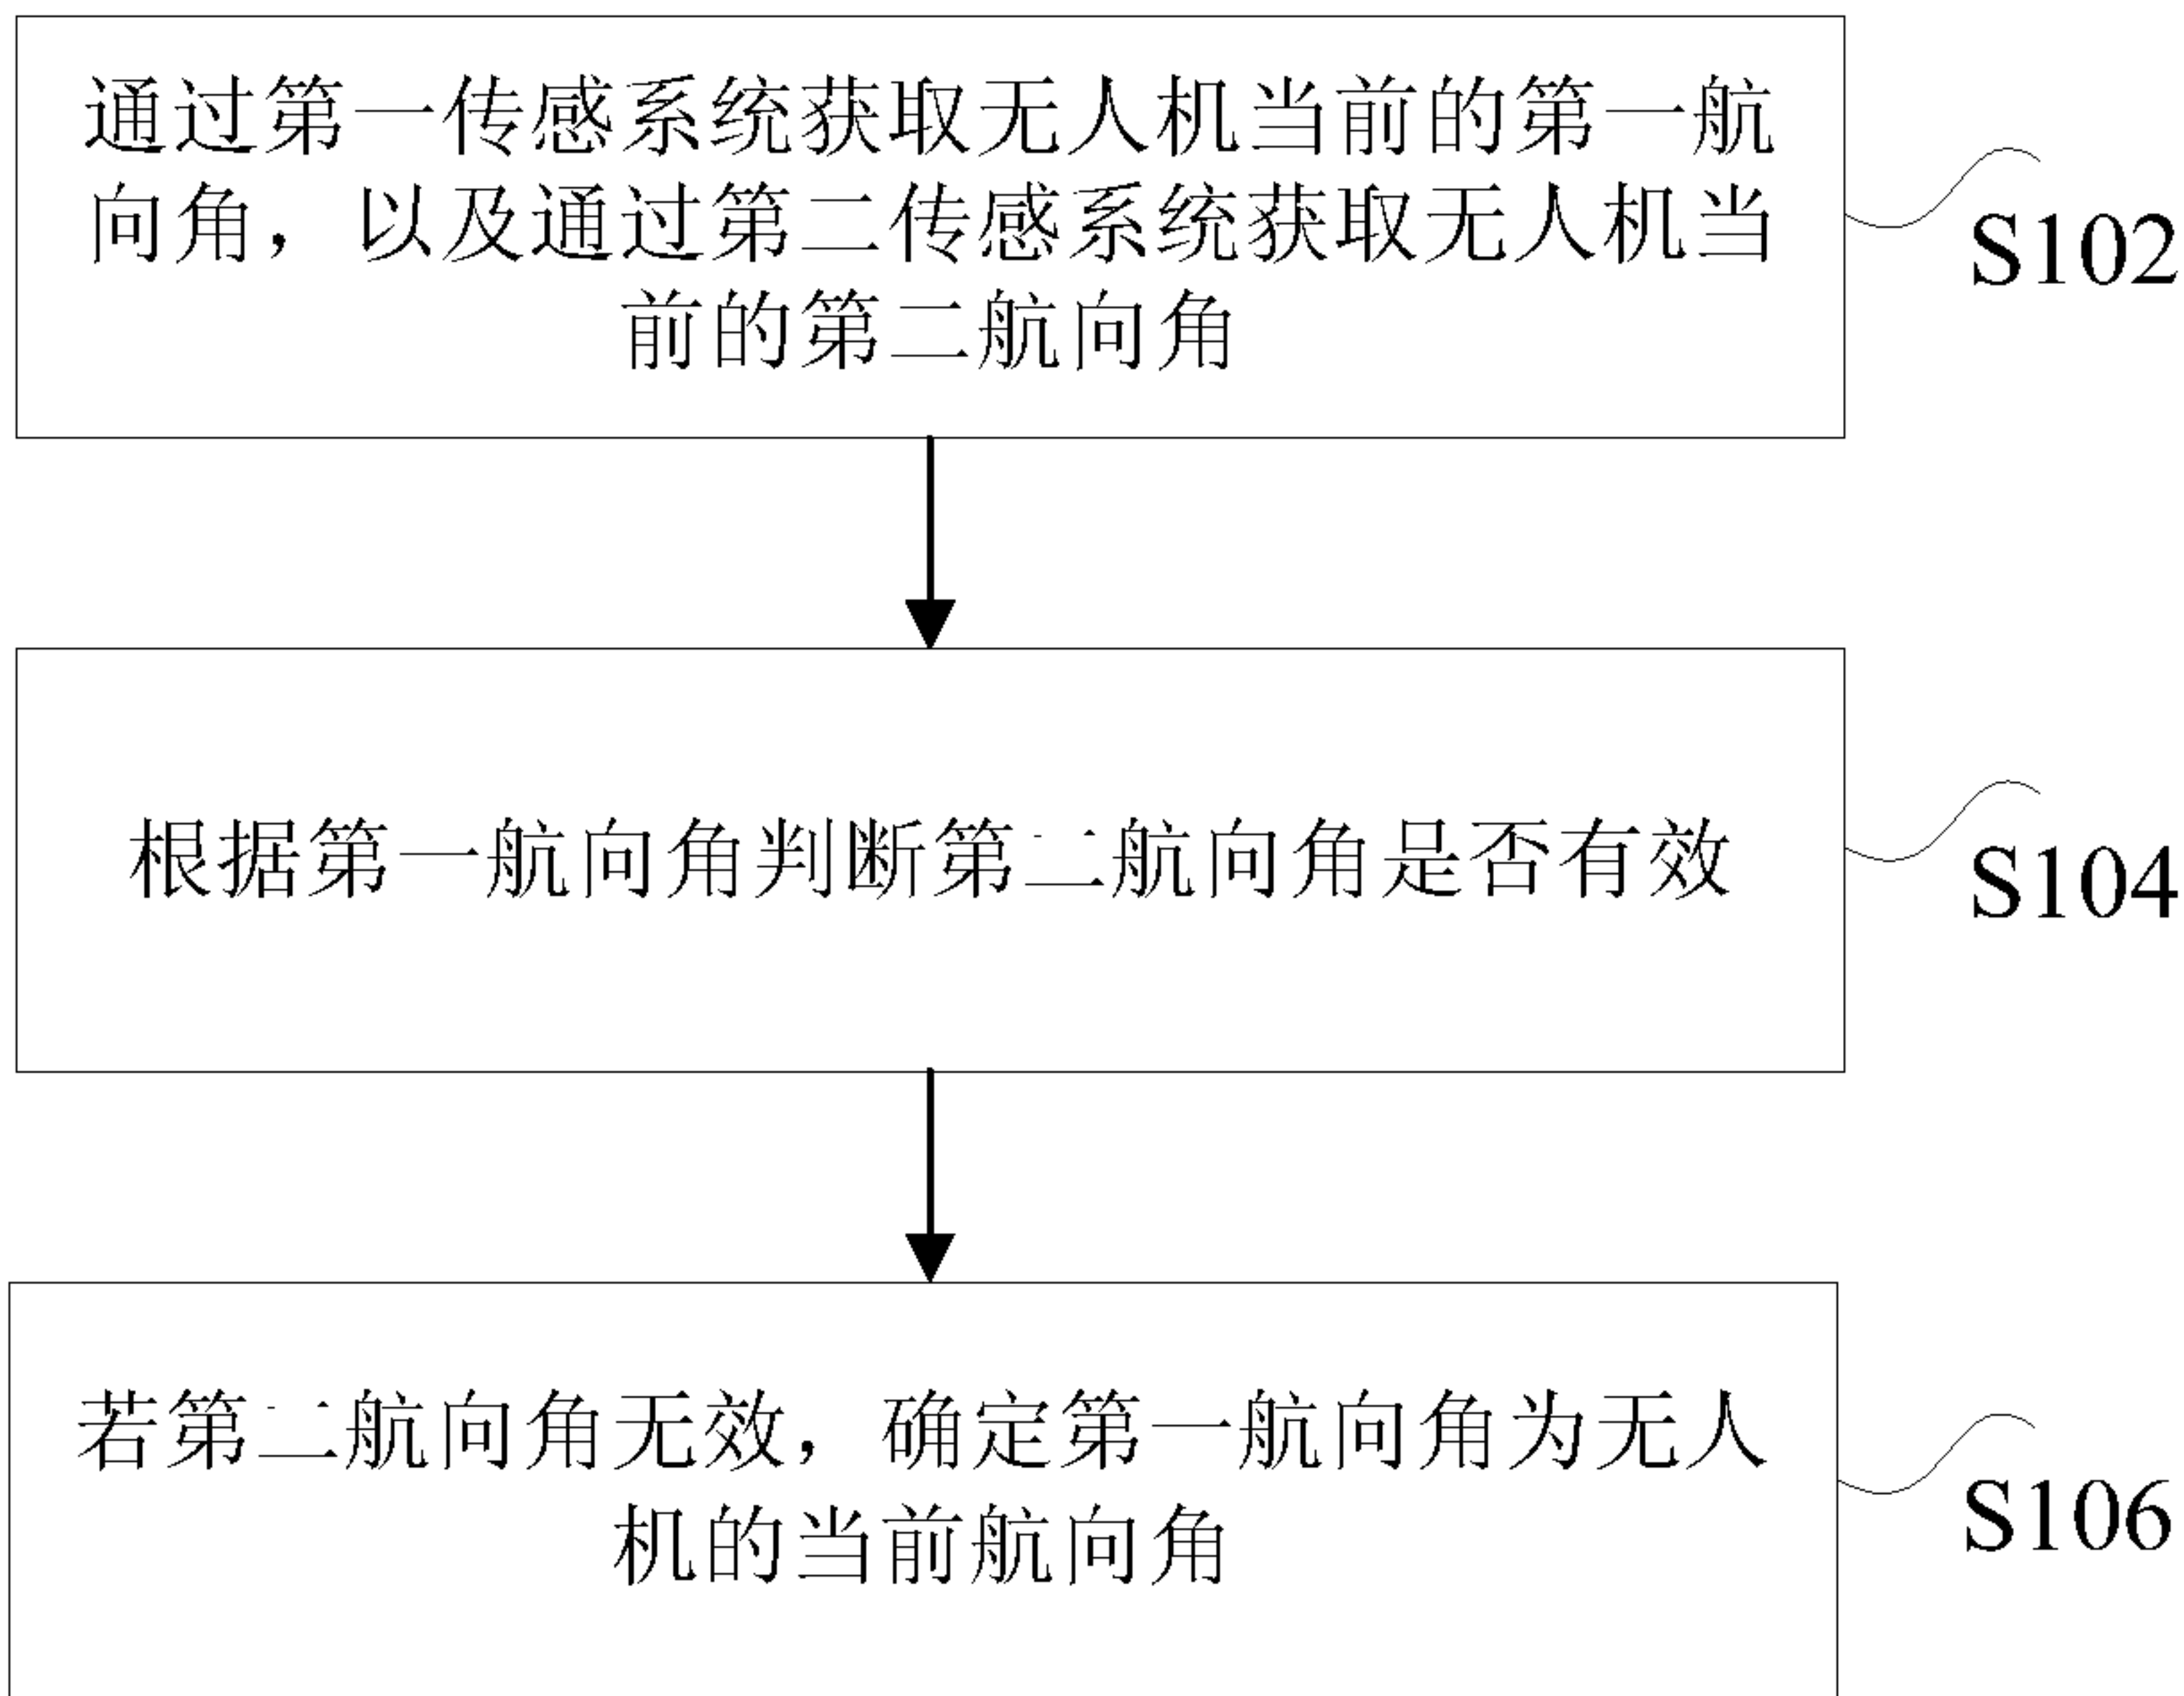 通过第一传感系统获取无人机当前的第一航
向角，以及通过第二传感系统获取无人机当
前的第二航向角
S102
根据第一航向角判断第二航向角是否有效
S104
若第二航向角无效，确定第一航向角为无人
机的当前航向角
S106